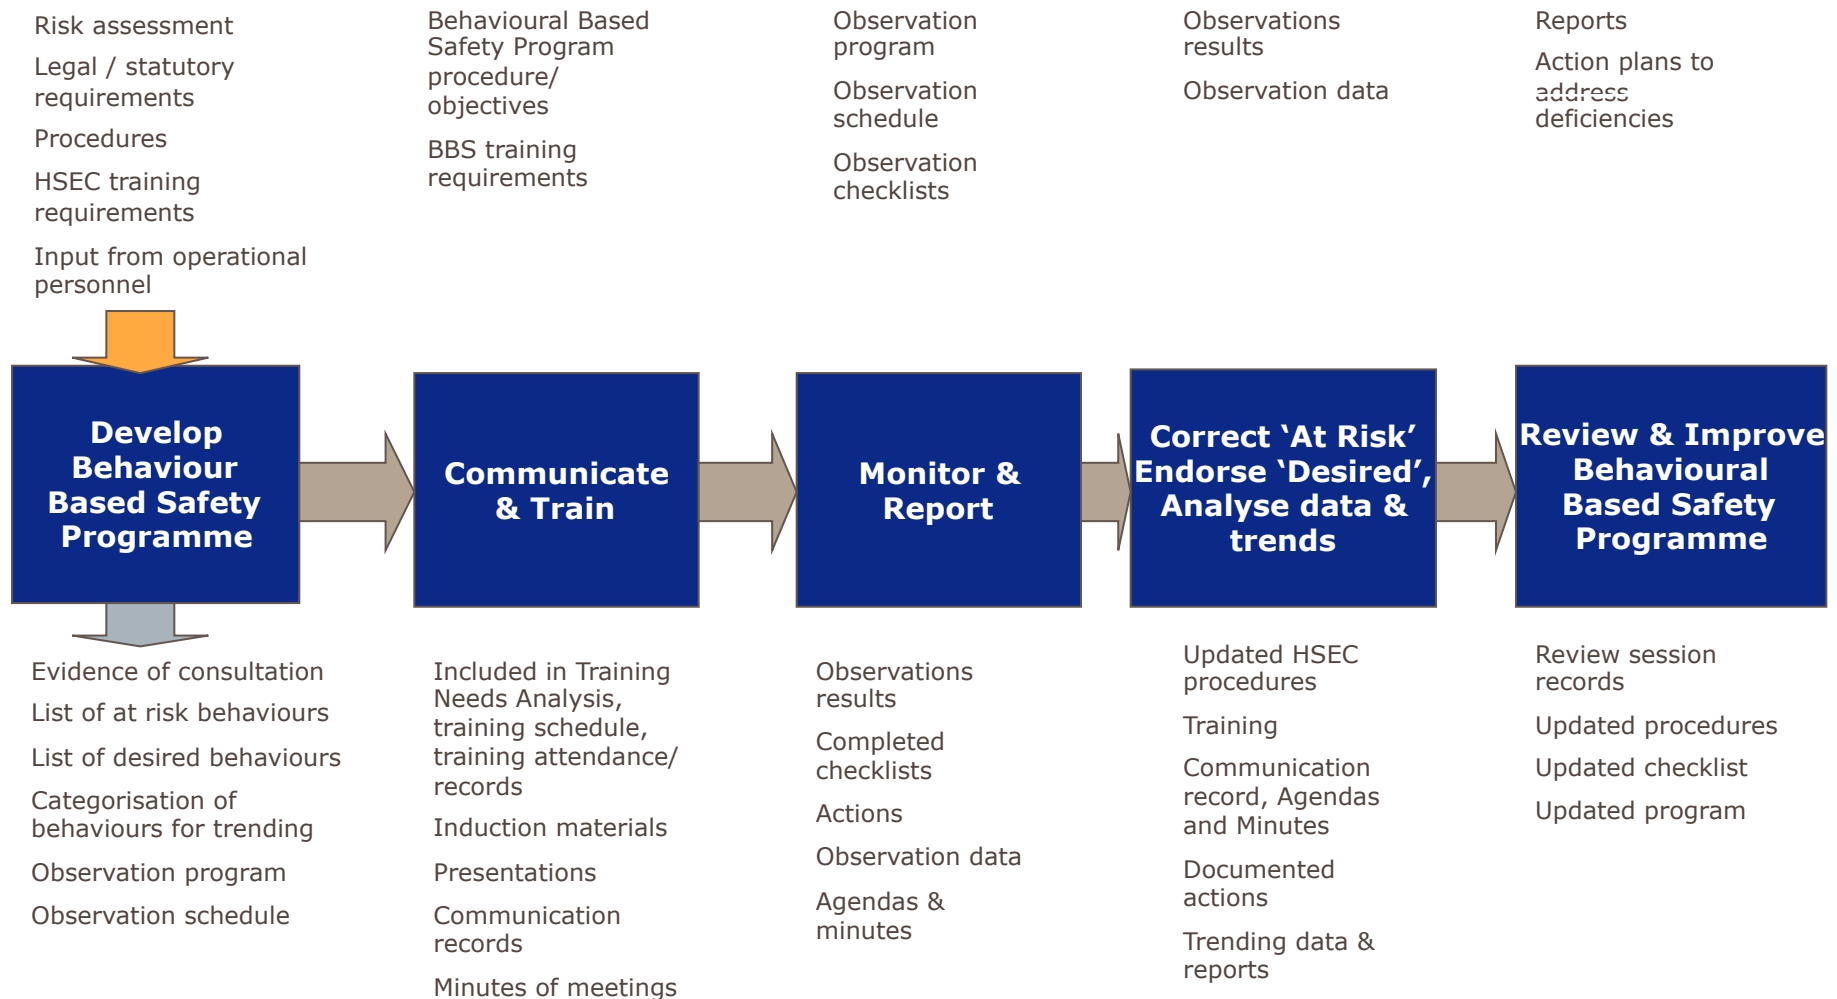 Risk assessment
Legal / statutory
requirements
Procedures
HSEC training
requirements
Input from operational
personnel
Behavioural Based
Safety Program
procedure/
objectives
BBS training
requirements
Observation
program
Observation
schedule
Observation
checklists
Observations
results
Observation data
Reports
Action plans to
address
deficiencies
Develop
Behaviour
Based Safety
Programme
Communicate
& Train
Monitor &
Report
Correct ‘At Risk’
Endorse ‘Desired’,
Analyse data &
trends
Review & Improve
Behavioural
Based Safety
Programme
Evidence of consultation
List of at risk behaviours
List of desired behaviours
Categorisation of
behaviours for trending
Observation program
Observation schedule
Included in Training
Needs Analysis,
training schedule,
training attendance/
records
Induction materials
Presentations
Communication
records
Minutes of meetings
Observations
results
Completed
checklists
Actions
Observation data
Agendas &
minutes
Updated HSEC
procedures
Training
Communication
record, Agendas
and Minutes
Documented
actions
Trending data &
reports
Review session
records
Updated procedures
Updated checklist
Updated program